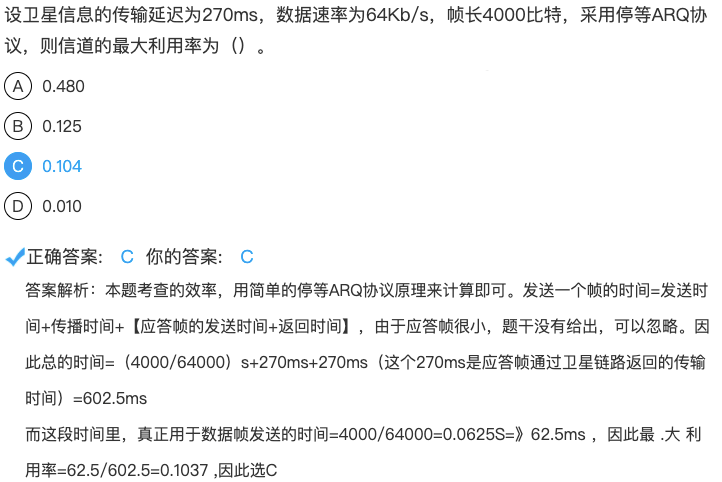 设卫星信息的传输延迟为270ms，数据速率为64Kb/s，帧长4000比特，采用停等ARQ协
议，则信道的最大利用率为（）。
A 0.480
B 0.125
C 0.104
D 0.010
正确答案: C 你的答案: C
答案解析：本题考查的效率，用简单的停等ARQ协议原理来计算即可。发送一个帧的时间=发送时
间+传播时间+【应答帧的发送时间+返回时间】，由于应答帧很小，题干没有给出，可以忽略。因
此总的时间=（4000/64000）s+270ms+270ms（这个270ms是应答帧通过卫星链路返回的传输
时间）=602.5ms
而这段时间里，真正用于数据帧发送的时间=4000/64000=0.0625S=》62.5ms ，因此最 .大 利
用率=62.5/602.5=0.1037 ,因此选C